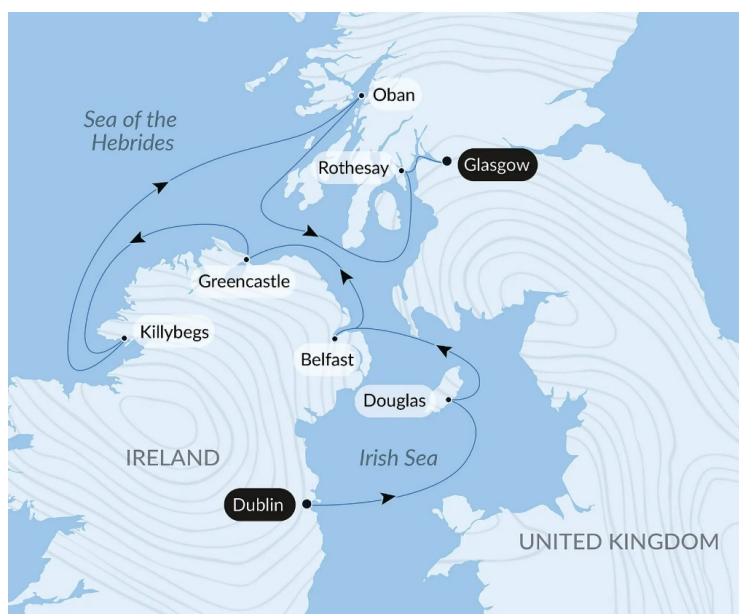 Oban
Sea of the
Hebrides
Rothesay
Glasgow
Greencastle
Killybegs
Belfast
Douglas
IRELAND
Irish Sea
Dublin
UNITED KINGDOM